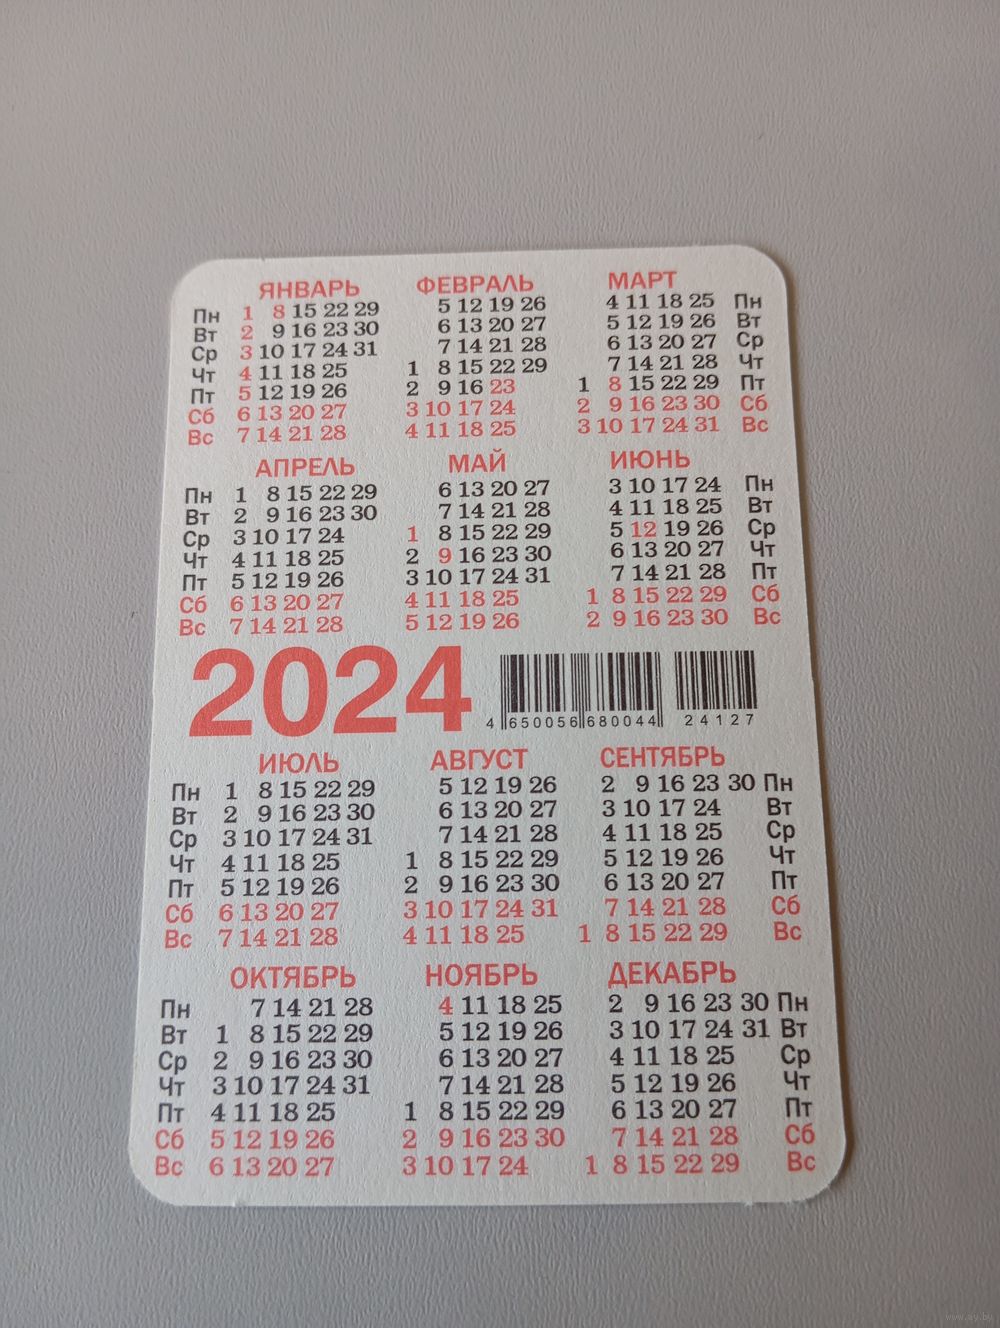 ЯНВАРЬ ФЕВРАЛЬ МАРТ
Пн 1 8 15 22 29 5 12 19 26 4 11 18 25 Пн
Вт 2 9 16 23 30 6 13 20 27 5 12 19 26 Вт
Ср 3 10 17 24 31 7 14 21 28 6 13 20 27 Ср
Чт 4 11 18 25 1 8 15 22 29 7 14 21 28 Чт
Пт 5 12 19 26 2 9 16 23 1 8 15 22 29 Пт
Сб 6 13 20 27 3 10 17 24 2 9 16 23 30 Сб
Вс 7 14 21 28 4 11 18 25 3 10 17 24 31 Вс
АПРЕЛЬ МАЙ ИЮНЬ
Пн 1 8 15 22 29 6 13 20 27 3 10 17 24 Пн
Вт 2 9 16 23 30 7 14 21 28 4 11 18 25 Вт
Ср 3 10 17 24 1 8 15 22 29 5 12 19 26 Ср
Чт 4 11 18 25 2 9 16 23 30 6 13 20 27 Чт
Пт 5 12 19 26 3 10 17 24 31 7 14 21 28 Пт
Сб 6 13 20 27 4 11 18 25 1 8 15 22 29 Сб
Вс 7 14 21 28 5 12 19 26 2 9 16 23 30 Вс
2024 4 650056 680044 24127
ИЮЛЬ АВГУСТ СЕНТЯБРЬ
Пн 1 8 15 22 29 5 12 19 26 2 9 16 23 30 Пн
Вт 2 9 16 23 30 6 13 20 27 3 10 17 24 Вт
Ср 3 10 17 24 31 7 14 21 28 4 11 18 25 Ср
Чт 4 11 18 25 1 8 15 22 29 5 12 19 26 Чт
Пт 5 12 19 26 2 9 16 23 30 6 13 20 27 Пт
Сб 6 13 20 27 3 10 17 24 31 7 14 21 28 Сб
Вс 7 14 21 28 4 11 18 25 1 8 15 22 29 Вс
ОКТЯБРЬ НОЯБРЬ ДЕКАБРЬ
Пн 7 14 21 28 4 11 18 25 2 9 16 23 30 Пн
Вт 1 8 15 22 29 5 12 19 26 3 10 17 24 31 Вт
Ср 2 9 16 23 30 6 13 20 27 4 11 18 25 Ср
Чт 3 10 17 24 31 7 14 21 28 5 12 19 26 Чт
Пт 4 11 18 25 1 8 15 22 29 6 13 20 27 Пт
Сб 5 12 19 26 2 9 16 23 30 7 14 21 28 Сб
Вс 6 13 20 27 3 10 17 24 1 8 15 22 29 Вс
www.ay.by